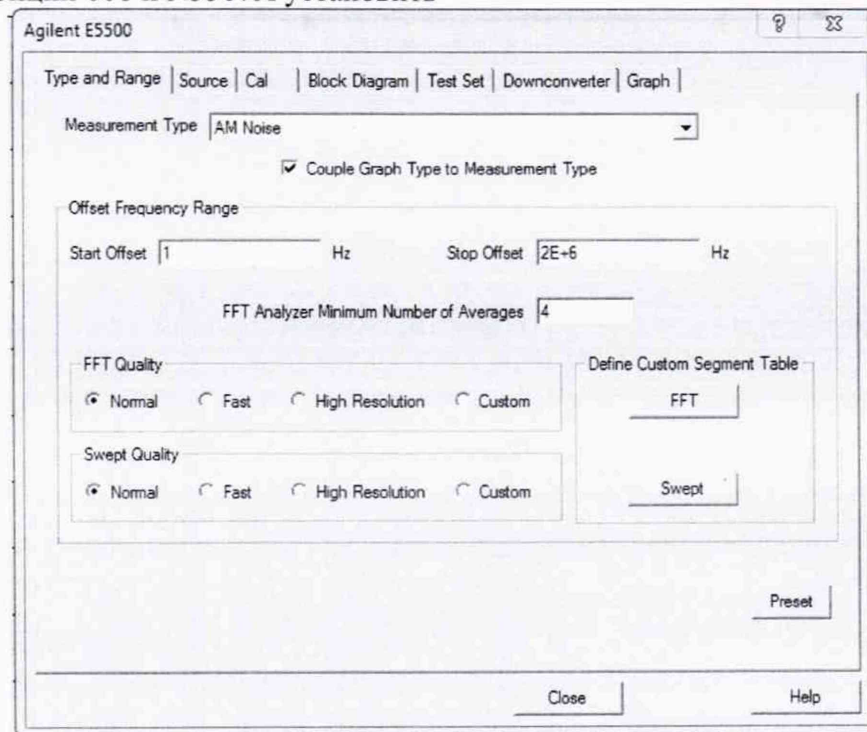 установить
Agilent E5500
Type and Range Source Cal Block Diagram Test Set Downconverter Graph
Measurement Type AM Noise
Couple Graph Type to Measurement Type
Offset Frequency Range
Start Offset 1 Hz Stop Offset 2E+6 Hz
FFT Analyzer Minimum Number of Averages 4
FFT Quality Define Custom Segment Table
Normal Fast High Resolution Custom FFT
Swept Quality
Normal Fast High Resolution Custom Swept
Preset
Close Help